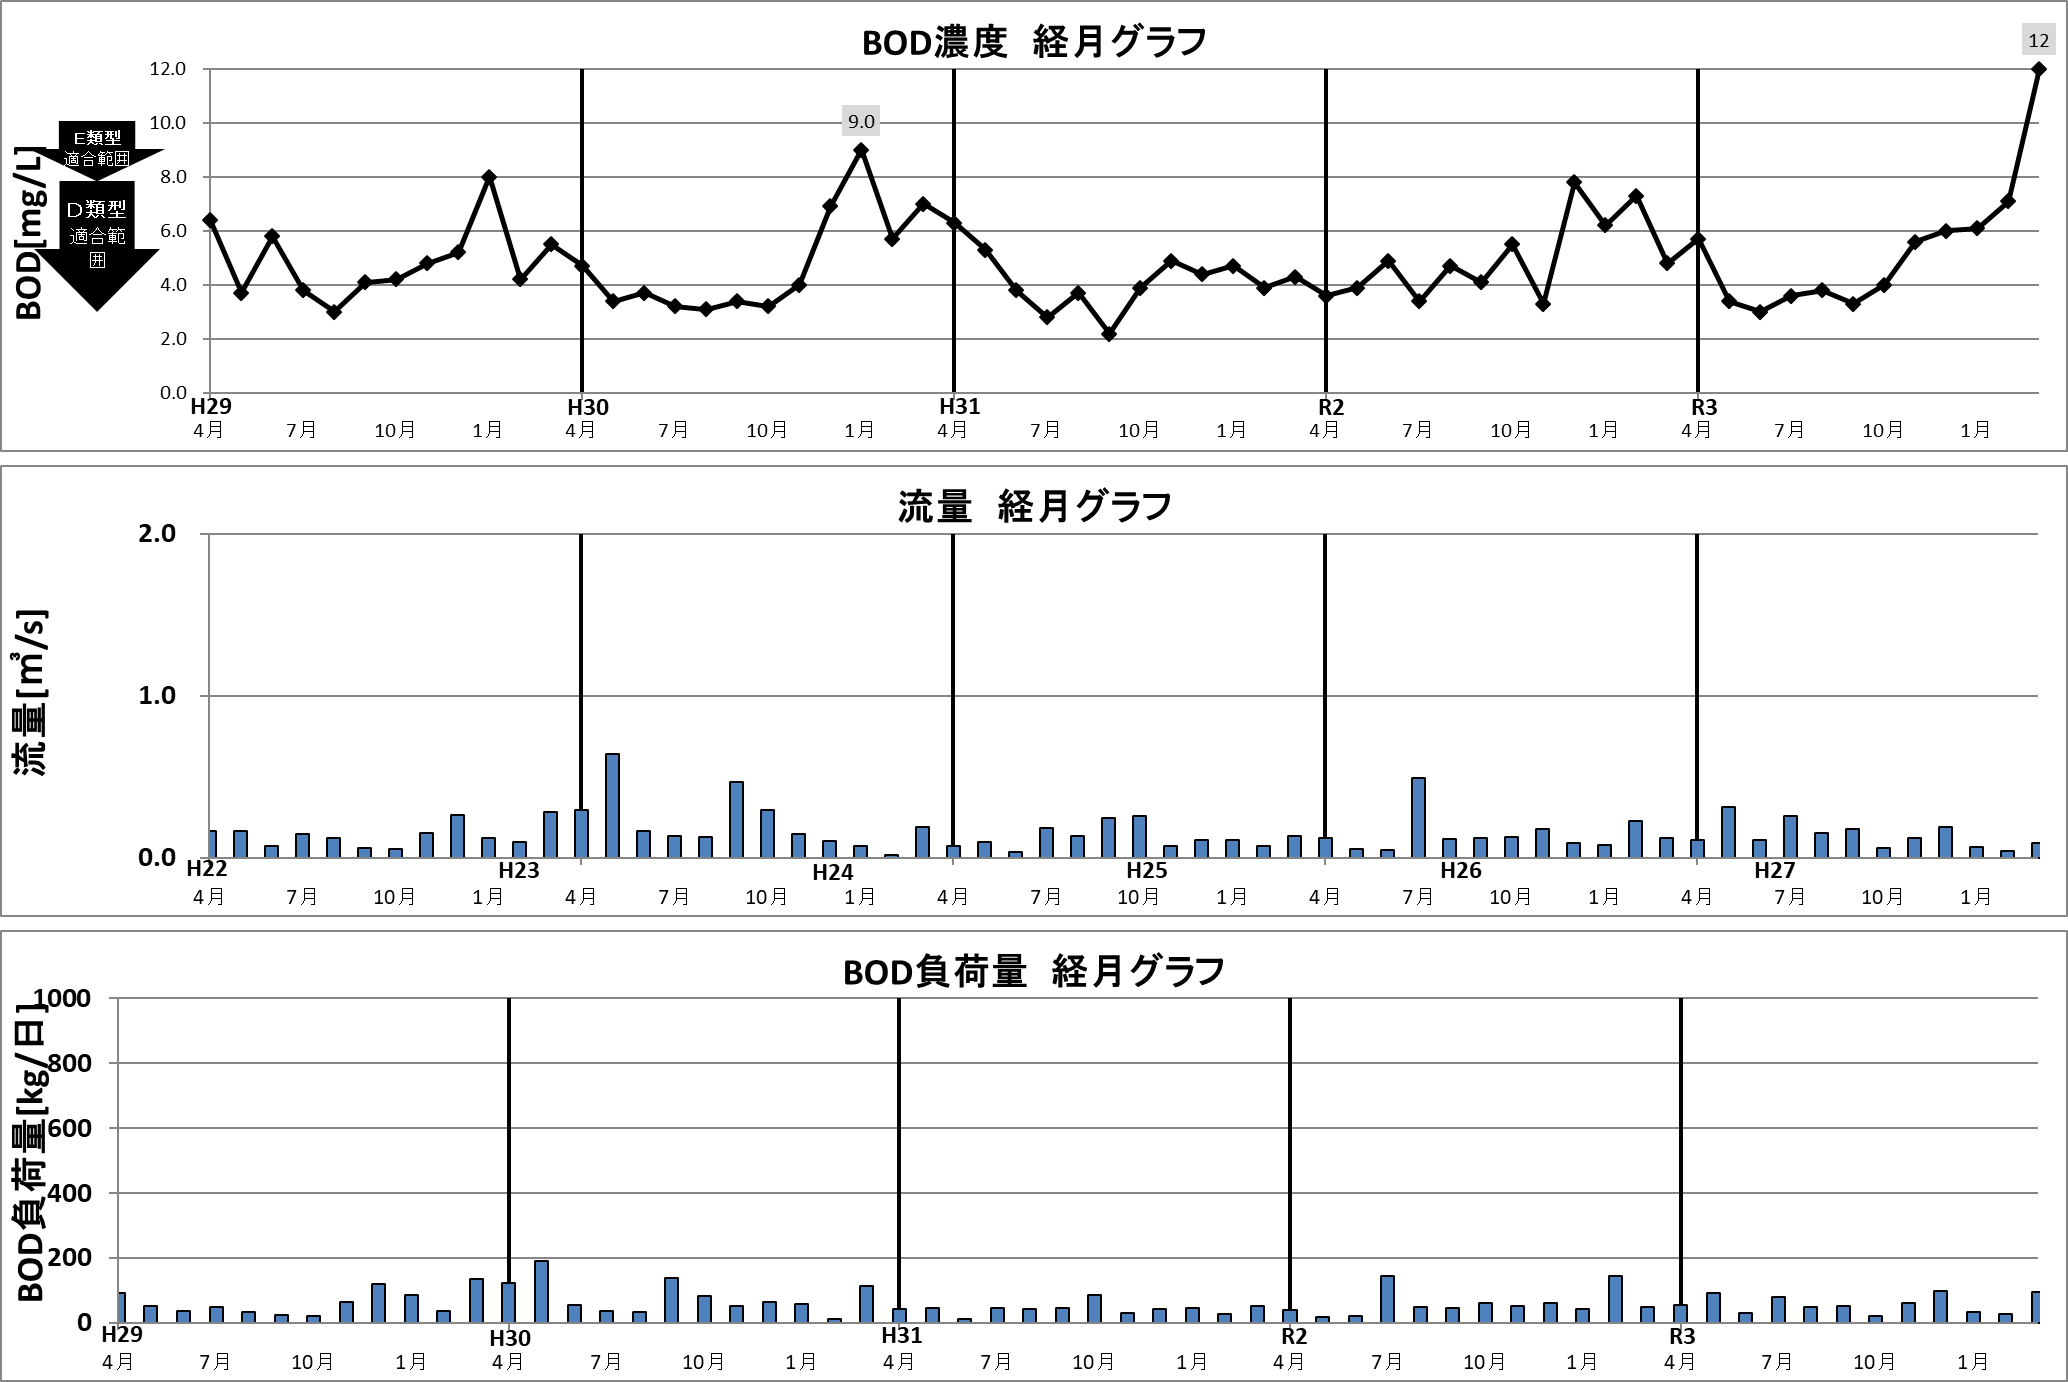 BOD濃度　経月グラフ
12
12.0
10.0
9.0
8.0
6.0
4.0
2.0
0.0
BOD[mg/L]
E類型
適合範囲
D類型
適合範
囲
H29 H30 H31 R2 R3
4月 7月 10月 1月 4月 7月 10月 1月 4月 7月 10月 1月 4月 7月 10月 1月 4月 7月 10月 1月
流量　経月グラフ
2.0
1.0
0.0
流量[㎥/s]
H22 H23 H24 H25 H26 H27
4月 7月 10月 1月 4月 7月 10月 1月 4月 7月 10月 1月 4月 7月 10月 1月 4月 7月 10月 1月
BOD負荷量　経月グラフ
1000
800
600
400
200
0
BOD負荷量[kg/日]
H29 H30 H31 R2 R3
4月 7月 10月 1月 4月 7月 10月 1月 4月 7月 10月 1月 4月 7月 10月 1月 4月 7月 10月 1月